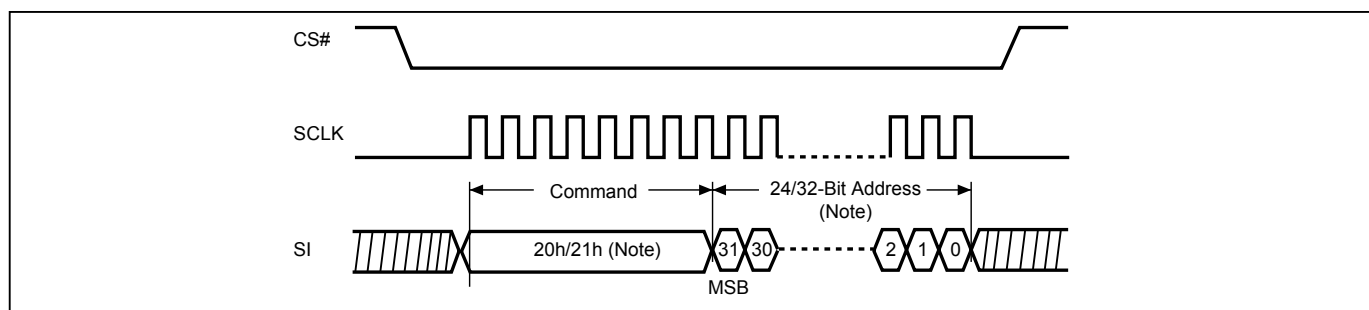 CS#
SCLK
Command
24/32-Bit Address
(Note)
SI
20h/21h (Note)
31 30
2 1 0
MSB